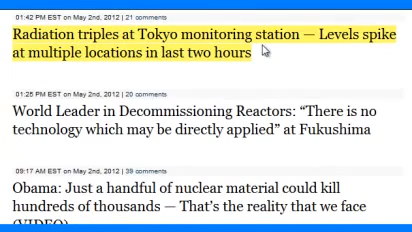 01:42 PM EST on May 2nd, 2012 | 21 comments
Radiation triples at Tokyo monitoring station — Levels spike
at multiple locations in last two hours
01:25 PM EST on May 2nd, 2012 | 20 comments
World Leader in Decommissioning Reactors: “There is no
technology which may be directly applied” at Fukushima
09:17 AM EST on May 2nd, 2012 | 39 comments
Obama: Just a handful of nuclear material could kill
hundreds of thousands — That’s the reality that we face
(VIDEO)